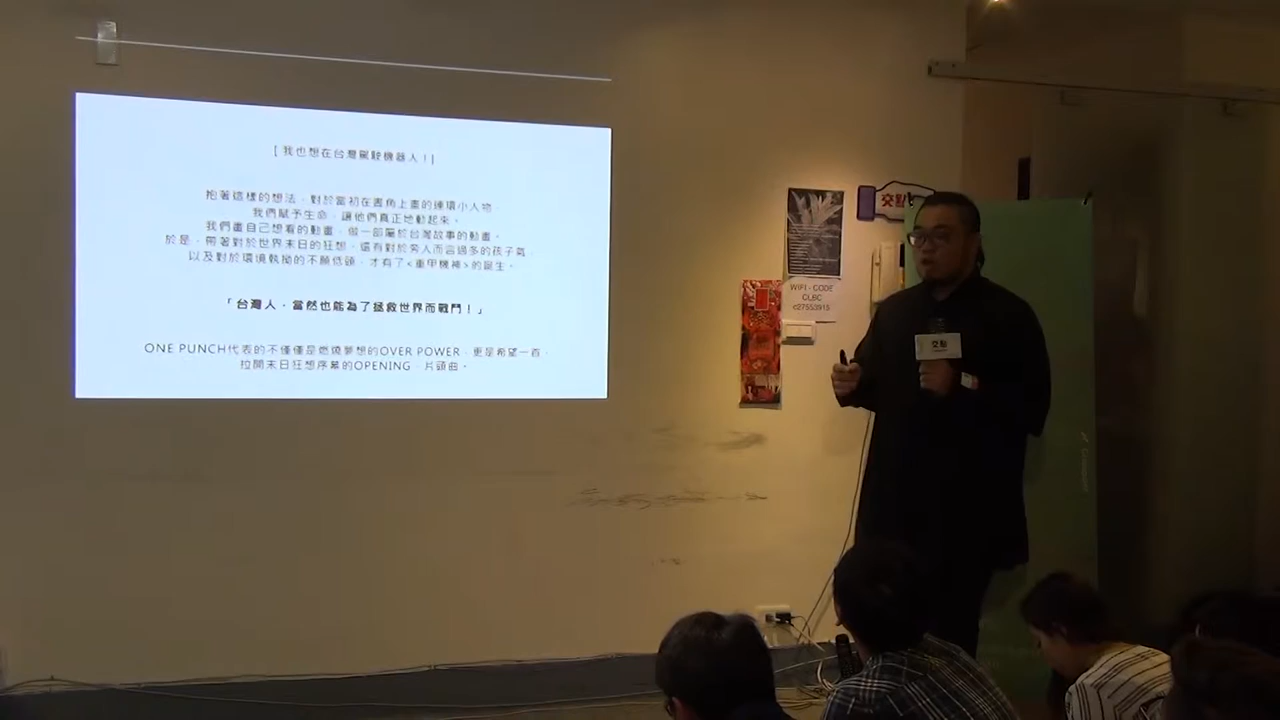 [ 我也想在台灣駕駛機器人！]
抱著這樣的想法，對於當初在書角上畫的連環小人物，
我們賦予生命，讓他們真正地動起來。
我們畫自己想看的動畫，做一部屬於台灣故事的動畫。
於是，帶著對於世界末日的狂想，還有對於旁人而言過多的孩子氣，
以及對於環境執拗的不願低頭，才有了<重甲機神>的誕生。
「台灣人，當然也能為了拯救世界而戰鬥！」
ONE PUNCH代表的不僅僅是燃燒夢想的OVER POWER，更是希望一首，
拉開末日狂想序幕的OPENING 片頭曲。
交點
WIFI - CODE
CLBC
c27553915
交點